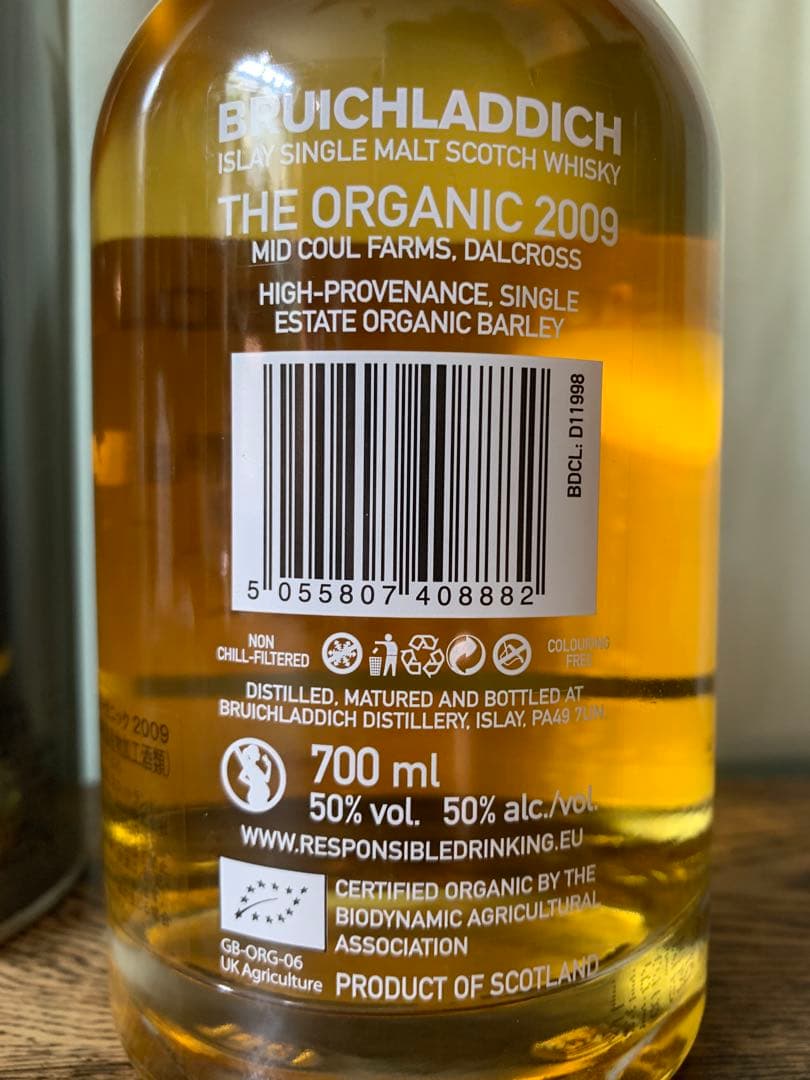 BRUICHLADDICH
ISLAY SINGLE MALT SCOTCH WHISKY
THE ORGANIC 2009
MID COUL FARMS, DALCROSS
HIGH-PROVENANCE, SINGLE
ESTATE ORGANIC BARLEY
BDCL: D11998
5 055807 408882
NON
CHILL-FILTERED
COLOURING
FREE
DISTILLED, MATURED AND BOTTLED AT
BRUICHLADDICH DISTILLERY, ISLAY, PA49 7UN.
2009
700 ml
50% vol. 50% alc./vol.
WWW.RESPONSIBLEDRINKING.EU
CERTIFIED ORGANIC BY THE
BIODYNAMIC AGRICULTURAL
ASSOCIATION
GB-ORG-06
UK Agriculture
PRODUCT OF SCOTLAND